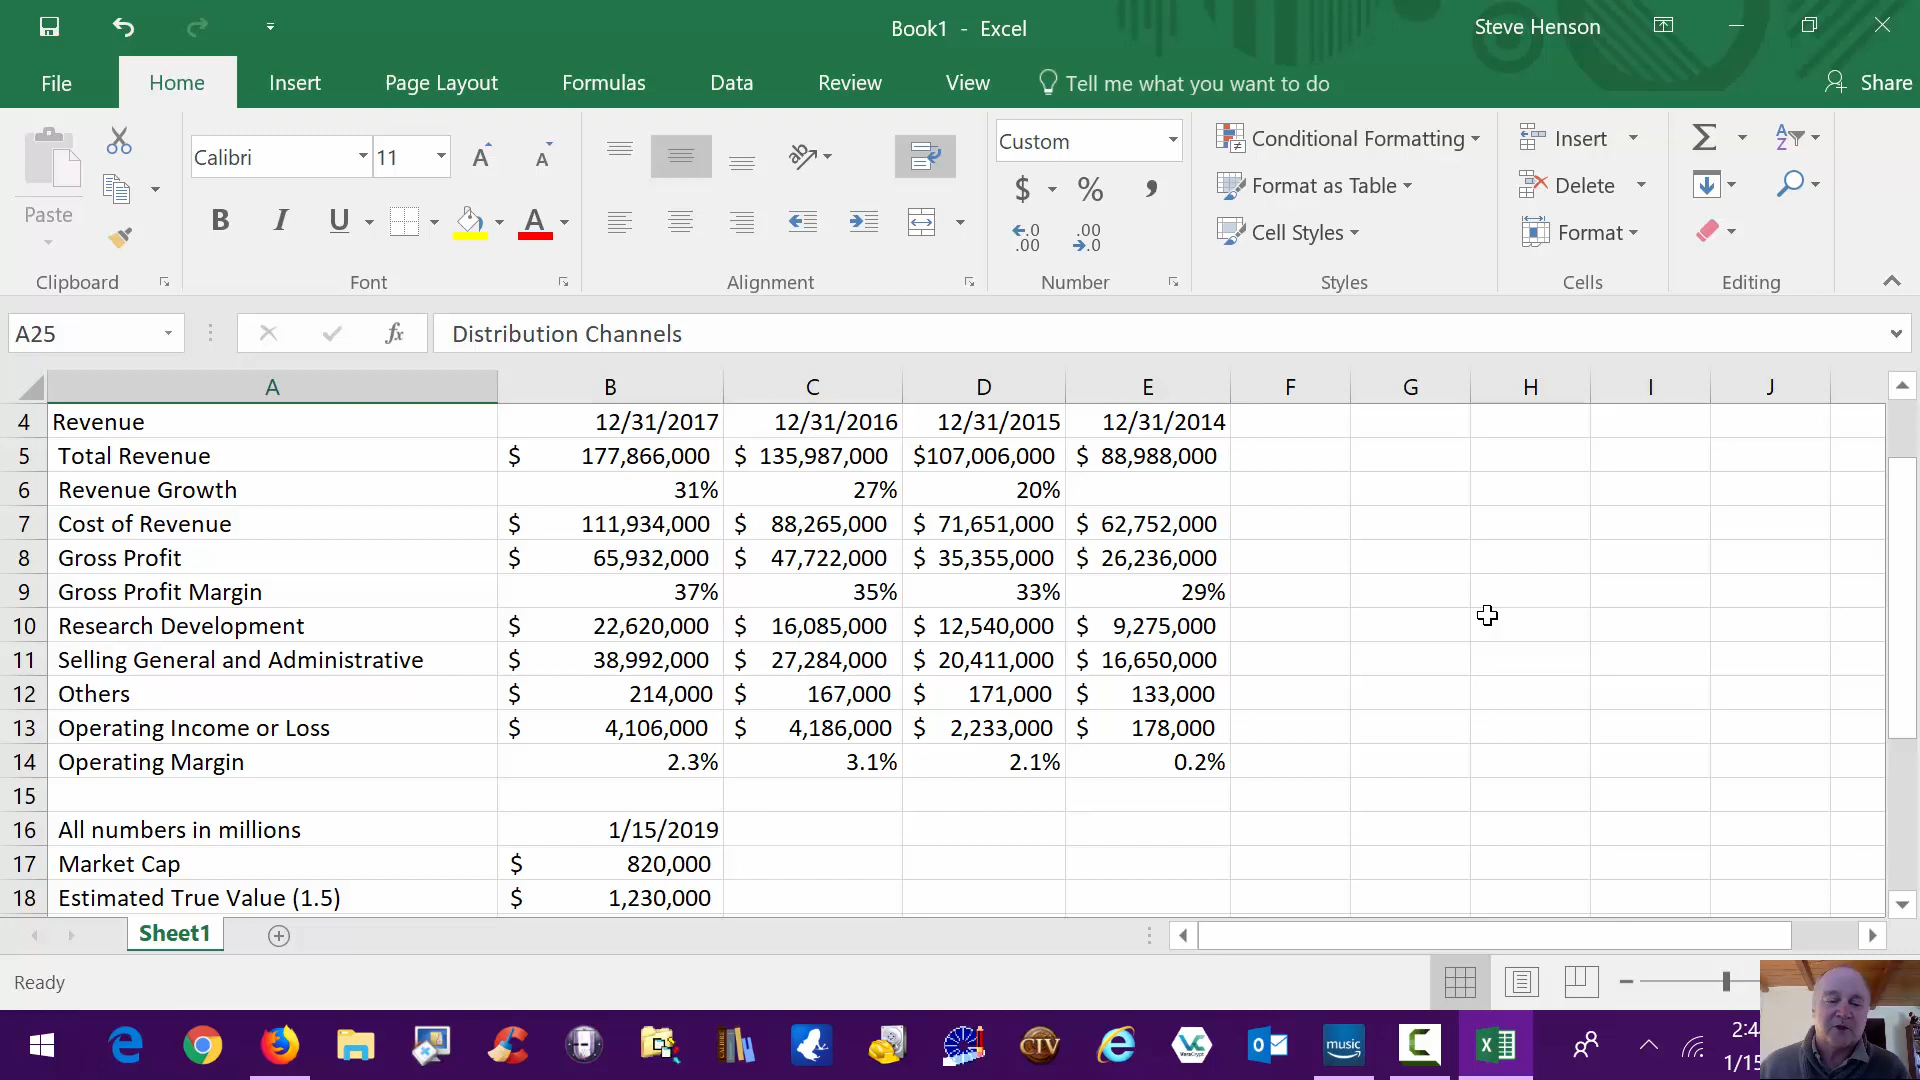 Book1 - Excel
Steve Henson
File Home Insert Page Layout Formulas Data Review View Tell me what you want to do Share
Calibri 11 Custom Conditional Formatting Insert
$ % , Format as Table Delete
Paste B I U A .0 .00 .00 .0 Cell Styles Format
Clipboard Font Alignment Number Styles Cells Editing
A25 fx Distribution Channels
A B C D E F G H I J
4 Revenue 12/31/2017 12/31/2016 12/31/2015 12/31/2014
5 Total Revenue $ 177,866,000 $ 135,987,000 $107,006,000 $ 88,988,000
6 Revenue Growth 31% 27% 20%
7 Cost of Revenue $ 111,934,000 $ 88,265,000 $ 71,651,000 $ 62,752,000
8 Gross Profit $ 65,932,000 $ 47,722,000 $ 35,355,000 $ 26,236,000
9 Gross Profit Margin 37% 35% 33% 29%
10 Research Development $ 22,620,000 $ 16,085,000 $ 12,540,000 $ 9,275,000
11 Selling General and Administrative $ 38,992,000 $ 27,284,000 $ 20,411,000 $ 16,650,000
12 Others $ 214,000 $ 167,000 $ 171,000 $ 133,000
13 Operating Income or Loss $ 4,106,000 $ 4,186,000 $ 2,233,000 $ 178,000
14 Operating Margin 2.3% 3.1% 2.1% 0.2%
15
16 All numbers in millions 1/15/2019
17 Market Cap $ 820,000
18 Estimated True Value (1.5) $ 1,230,000
Sheet1
Ready
CIV music